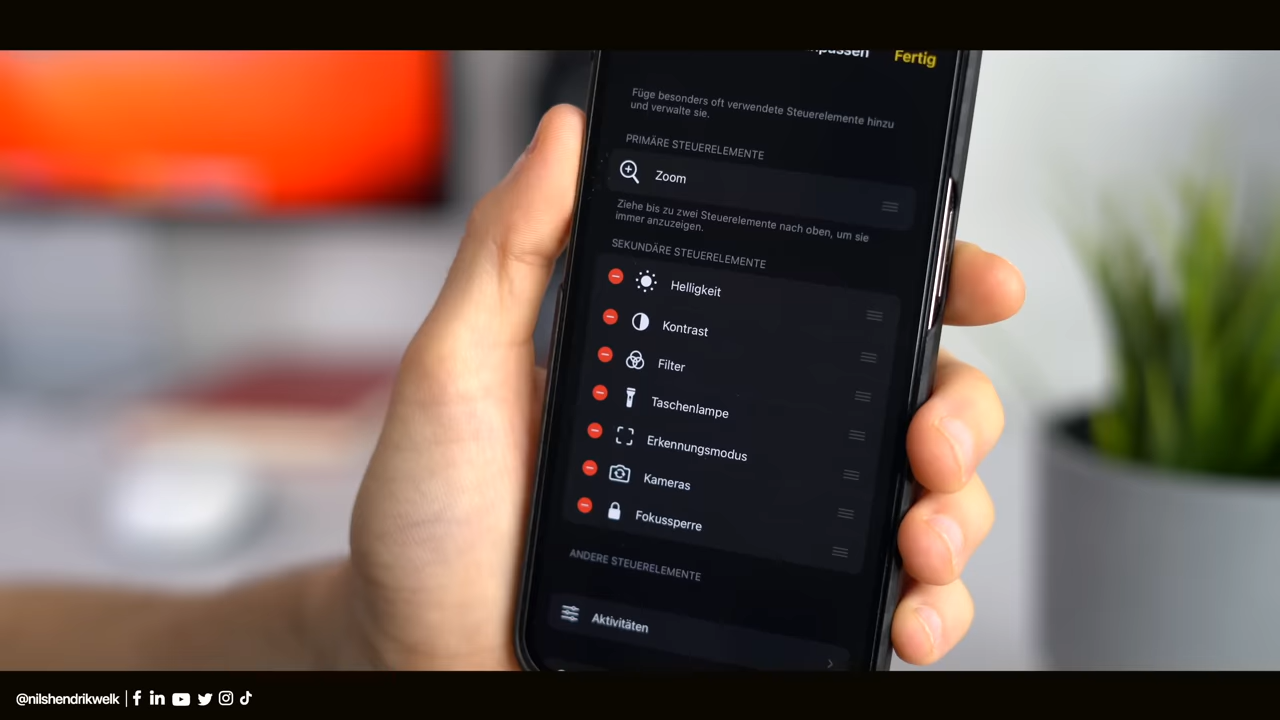 Fertig
Füge besonders oft verwendete Steuerelemente hinzu
und verwalte sie.
PRIMÄRE STEUERELEMENTE
Zoom
Ziehe bis zu zwei Steuerelemente nach oben, um sie
immer anzuzeigen.
SEKUNDÄRE STEUERELEMENTE
Helligkeit
Kontrast
Filter
Taschenlampe
Erkennungsmodus
Kameras
Fokussperre
ANDERE STEUERELEMENTE
Aktivitäten
@nilshendrikwelk